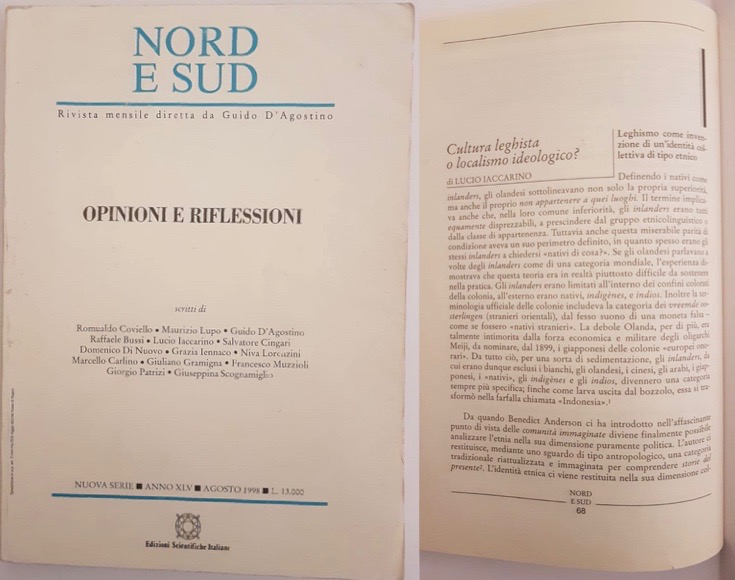 NORD
E SUD
Rivista mensile diretta da Guido D'Agostino
OPINIONI E RIFLESSIONI
scritti di
Romualdo Coviello • Maurizio Lupo • Guido D'Agostino
Raffaele Bussi • Lucio Iaccarino • Salvatore Cingari
Domenico Di Nuovo • Grazia Iennaco • Niva Lorenzini
Marcello Carlino • Giuliano Gramigna • Francesco Muzzioli
Giorgio Patrizi • Giuseppina Scognamiglio
NUOVA SERIE ■ ANNO XLV ■ AGOSTO 1998 ■ L. 13.000
Edizioni Scientifiche Italiane
Cultura leghista
o localismo ideologico?
di LUCIO IACCARINO
Leghismo come inven-
zione di un'identità col-
lettiva di tipo etnico
Definendo i nativi come
inlanders, gli olandesi sottolineavano non solo la propria superiorità,
ma anche il proprio non appartenere a quei luoghi. Il termine implica-
va anche che, nella loro comune inferiorità, gli inlanders erano tutti
equamente disprezzabili, a prescindere dal gruppo etnicolinguistico o
dalla classe di appartenenza. Tuttavia anche questa miserabile parità di
condizione aveva un suo perimetro definito, in quanto spesso erano gli
stessi inlanders a chiedersi «nativi di cosa?». Se gli olandesi parlavano a
volte degli inlanders come di una categoria mondiale, l'esperienza di-
mostrava che questa teoria era in realtà piuttosto difficile da sostenere
nella pratica. Gli inlanders erano limitati all'interno dei confini colorati
della colonia, all'esterno erano nativi, indigènes, e indios. Inoltre la ter-
minologia ufficiale delle colonie includeva la categoria dei vreemde oo-
sterlingen (stranieri orientali), dal fesso suono di una moneta falsa –
come se fossero «nativi stranieri». La debole Olanda, per di più, era
talmente intimorita dalla forza economica e militare degli oligarchi
Meiji, da nominare, dal 1899, i giapponesi delle colonie «europei ono-
rari». Da tutto ciò, per una sorta di sedimentazione, gli inlanders, da
cui erano dunque esclusi i bianchi, gli olandesi, i cinesi, gli arabi, i giap-
ponesi, i «nativi», gli indigènes e gli indios, divennero una categoria
sempre più specifica; finche come larva uscita dal bozzolo, essa si tra-
sformò nella farfalla chiamata «Indonesia».¹
Da quando Benedict Anderson ci ha introdotto nell'affascinante
punto di vista delle comunità immaginate diviene finalmente possibile
analizzare l'etnia nella sua dimensione puramente politica. L'autore ci
restituisce, mediante uno sguardo di tipo antropologico, una categoria
tradizionale riattualizzata e immaginata per comprendere storie del
presente². L'identità etnica ci viene restituita nella sua dimensione col-
NORD
E SUD
68